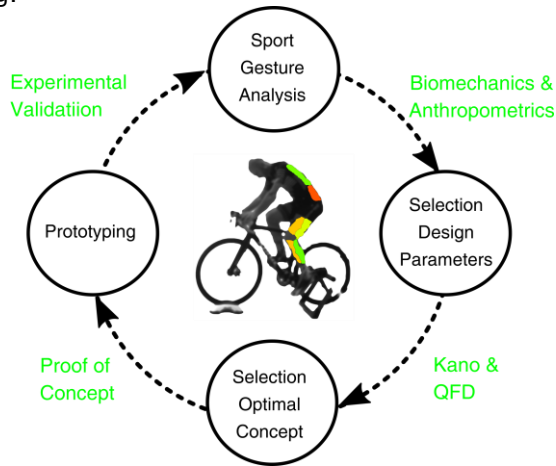 g.
Sport
Gesture
Analysis
Experimental
Validatiion
Biomechanics &
Anthropometrics
Prototyping
Selection
Design
Parameters
Proof of
Concept
Selection
Optimal
Concept
Kano &
QFD